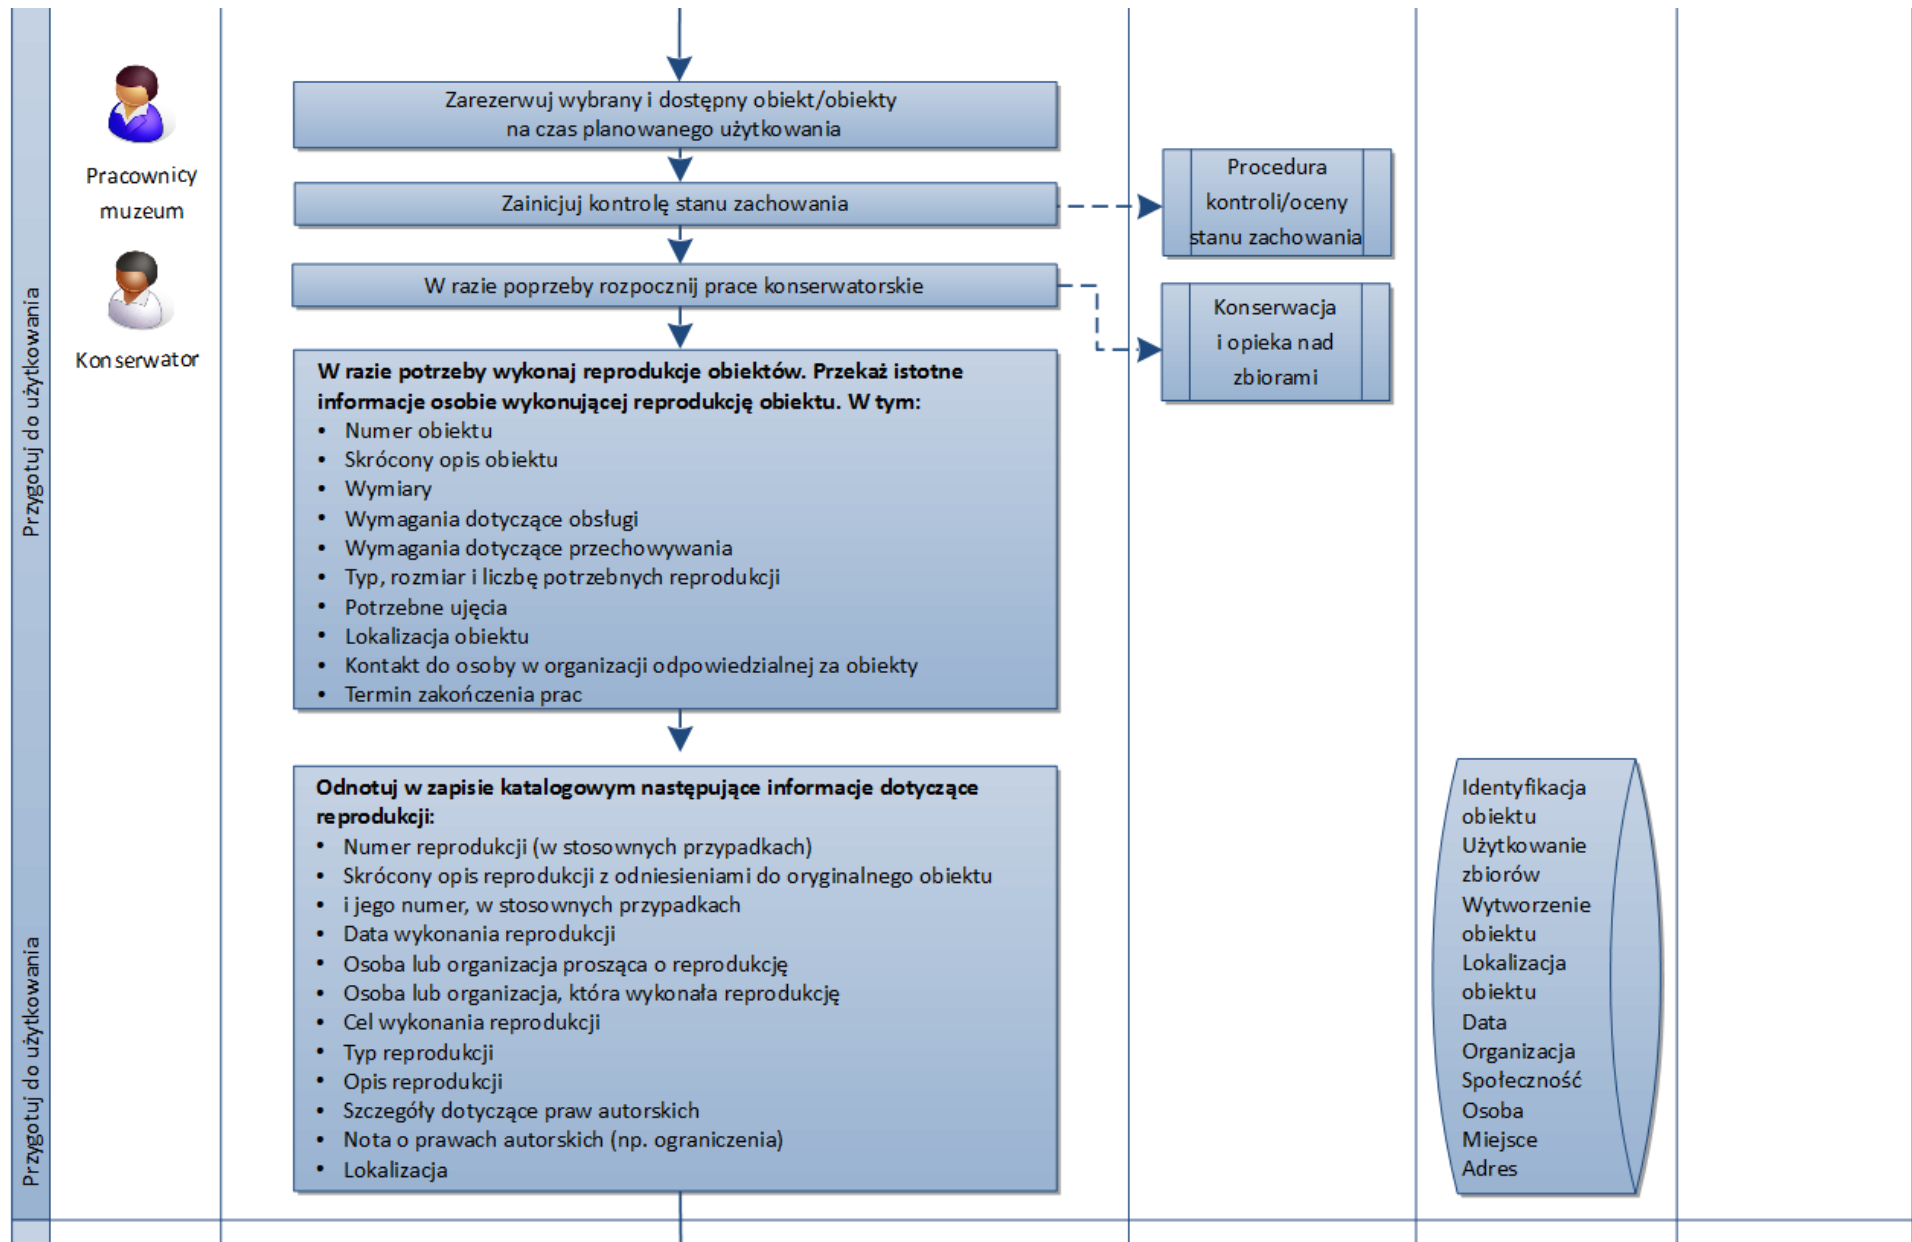 Przygotuj do użytkowania
Pracownicy
muzeum
Konserwator
Zarezerwuj wybrany i dostępny obiekt/obiekty
na czas planowanego użytkowania
Zainicjuj kontrolę stanu zachowania
Procedura
kontroli/oceny
stanu zachowania
W razie poprzeby rozpocznij prace konserwatorskie
Konserwacja
i opieka nad
zbiorami
W razie potrzeby wykonaj reprodukcje obiektów. Przekaż istotne
informacje osobie wykonującej reprodukcję obiektu. W tym:
• Numer obiektu
• Skrócony opis obiektu
• Wymiary
• Wymagania dotyczące obsługi
• Wymagania dotyczące przechowywania
• Typ, rozmiar i liczbę potrzebnych reprodukcji
• Potrzebne ujęcia
• Lokalizacja obiektu
• Kontakt do osoby w organizacji odpowiedzialnej za obiekty
• Termin zakończenia prac
Przygotuj do użytkowania
Odnotuj w zapisie katalogowym następujące informacje dotyczące
reprodukcji:
• Numer reprodukcji (w stosownych przypadkach)
• Skrócony opis reprodukcji z odniesieniami do oryginalnego obiektu
• i jego numer, w stosownych przypadkach
• Data wykonania reprodukcji
• Osoba lub organizacja prosząca o reprodukcję
• Osoba lub organizacja, która wykonała reprodukcję
• Cel wykonania reprodukcji
• Typ reprodukcji
• Opis reprodukcji
• Szczegóły dotyczące praw autorskich
• Nota o prawach autorskich (np. ograniczenia)
• Lokalizacja
Identyfikacja
obiektu
Użytkowanie
zbiorów
Wytworzenie
obiektu
Lokalizacja
obiektu
Data
Organizacja
Społeczność
Osoba
Miejsce
Adres